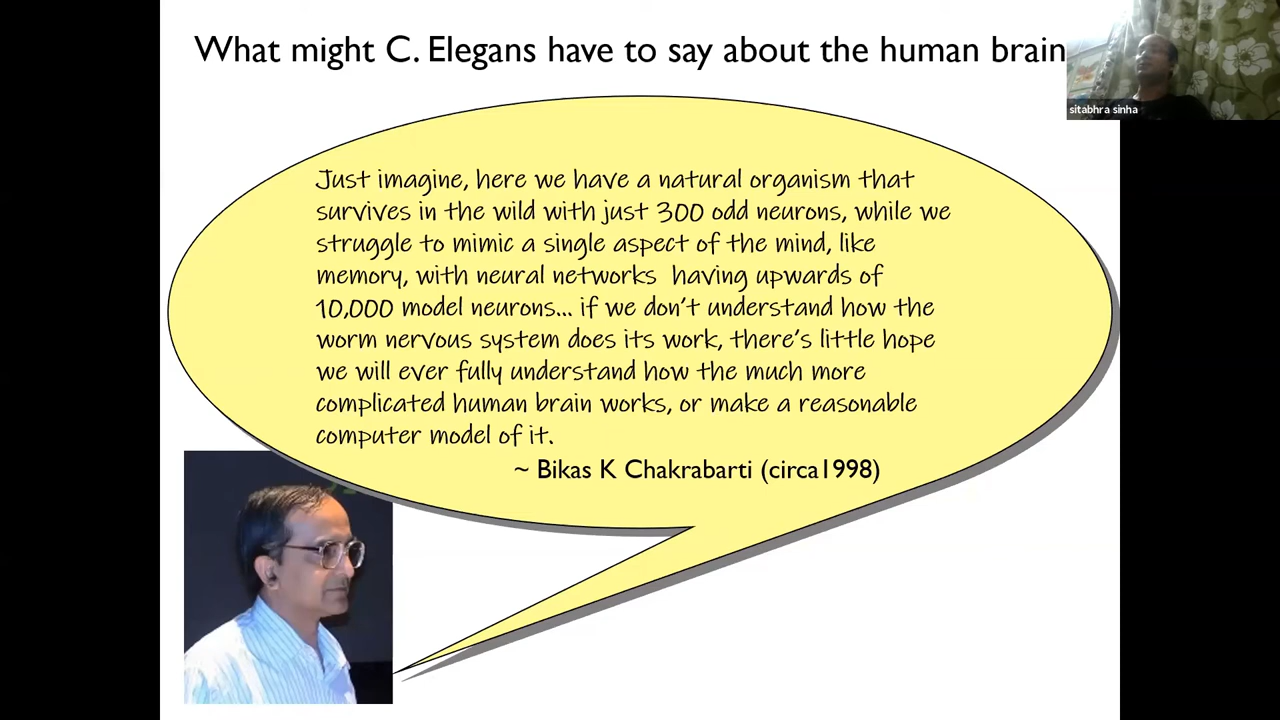 What might C. Elegans have to say about the human brain
sitabhra sinha
Just imagine, here we have a natural organism that
survives in the wild with just 300 odd neurons, while we
struggle to mimic a single aspect of the mind, like
memory, with neural networks having upwards of
10,000 model neurons... if we don't understand how the
worm nervous system does its work, there's little hope
we will ever fully understand how the much more
complicated human brain works, or make a reasonable
computer model of it.
~ Bikas K Chakrabarti (circa1998)